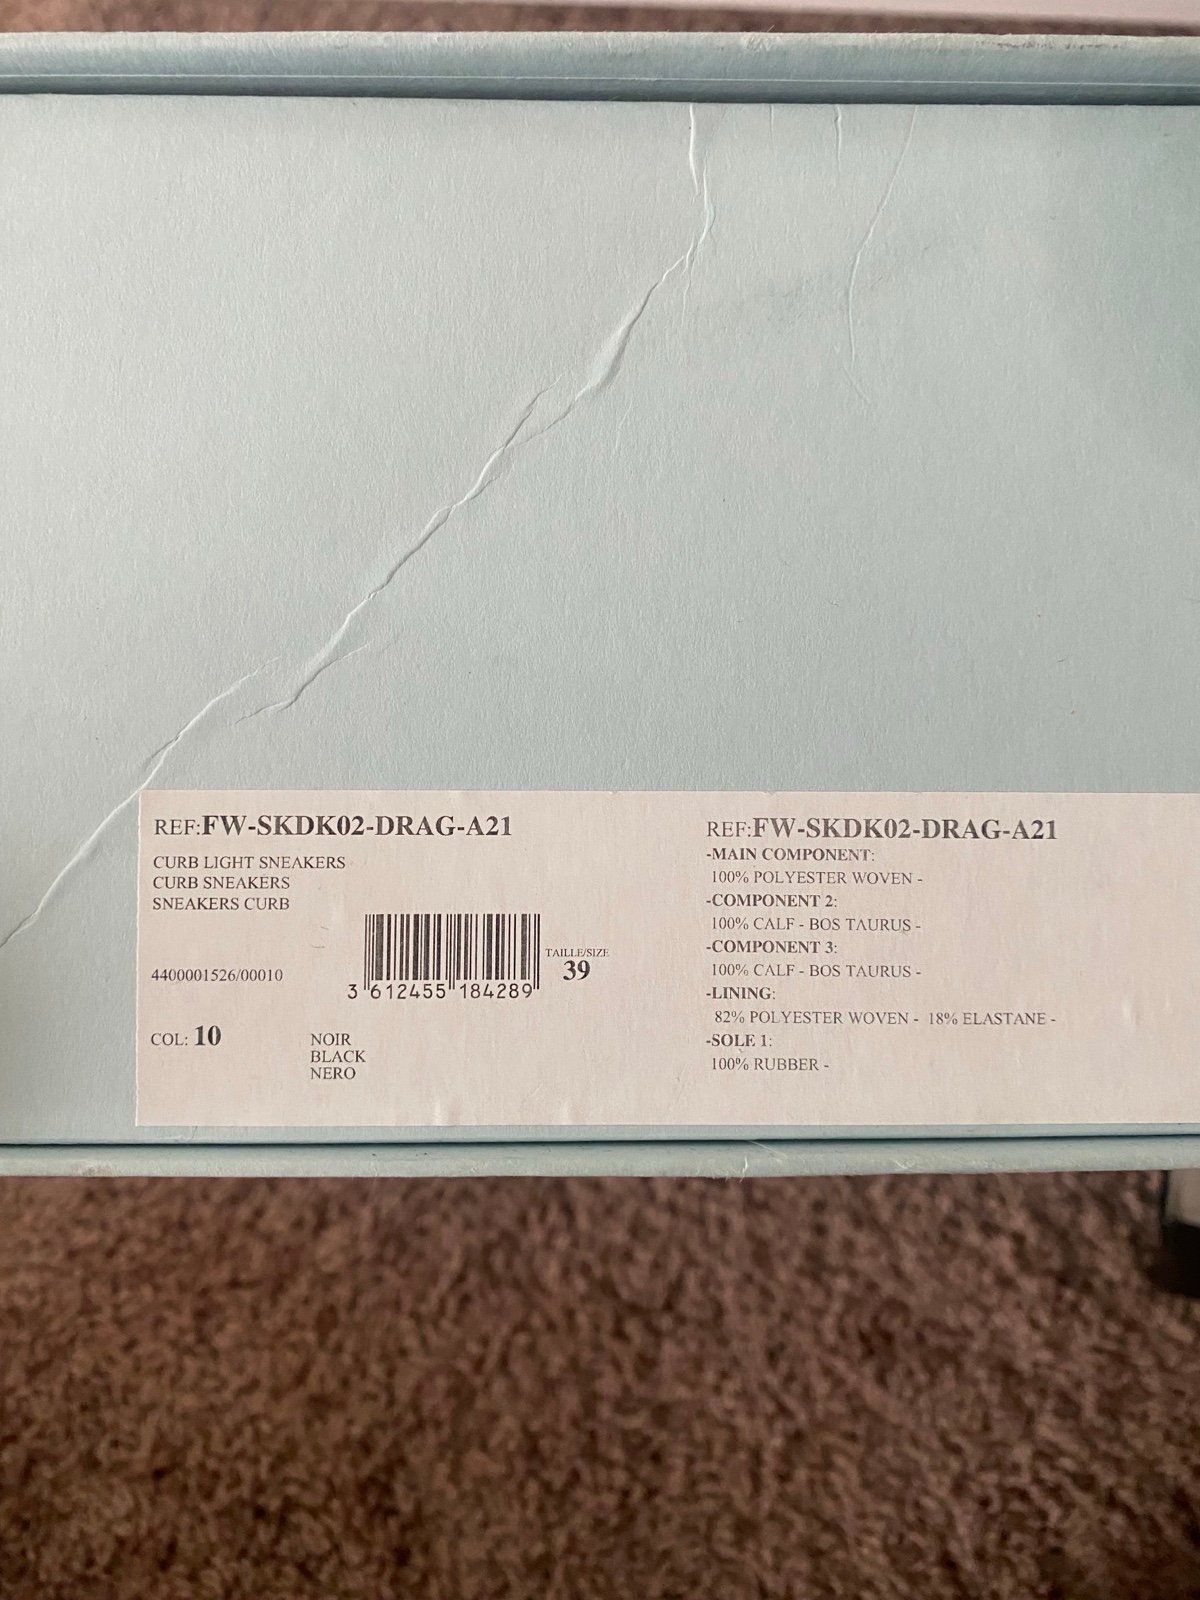 REF:FW-SKDK02-DRAG-A21
CURB LIGHT SNEAKERS
CURB SNEAKERS
SNEAKERS CURB
4400001526/00010
3 612455 184289
TAILLE/SIZE
39
COL: 10
NOIR
BLACK
NERO
REF:FW-SKDK02-DRAG-A21
-MAIN COMPONENT:
100% POLYESTER WOVEN -
-COMPONENT 2:
100% CALF - BOS TAURUS -
-COMPONENT 3:
100% CALF - BOS TAURUS -
-LINING:
82% POLYESTER WOVEN - 18% ELASTANE -
-SOLE 1:
100% RUBBER -